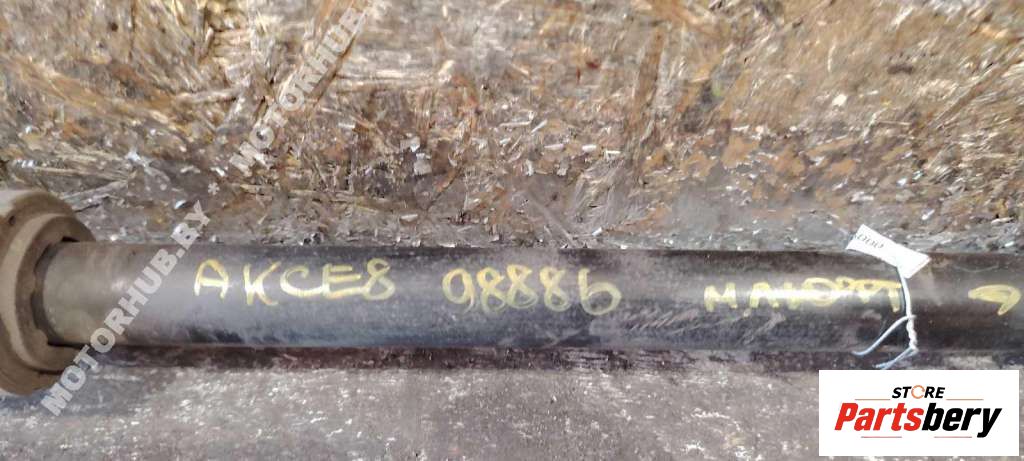 MOTORHUB.BY * MOTORHUB.BY
AKCE8 98886
STORE
Partsbery